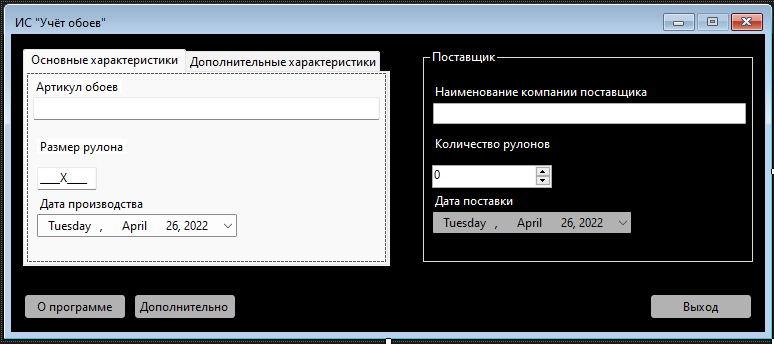 ИС "Учёт обоев"
Основные характеристики
Дополнительные характеристики
Артикул обоев
Размер рулона
____X____
Дата производства
Tuesday , April 26, 2022
Поставщик
Наименование компании поставщика
Количество рулонов
0
Дата поставки
Tuesday , April 26, 2022
О программе
Дополнительно
Выход